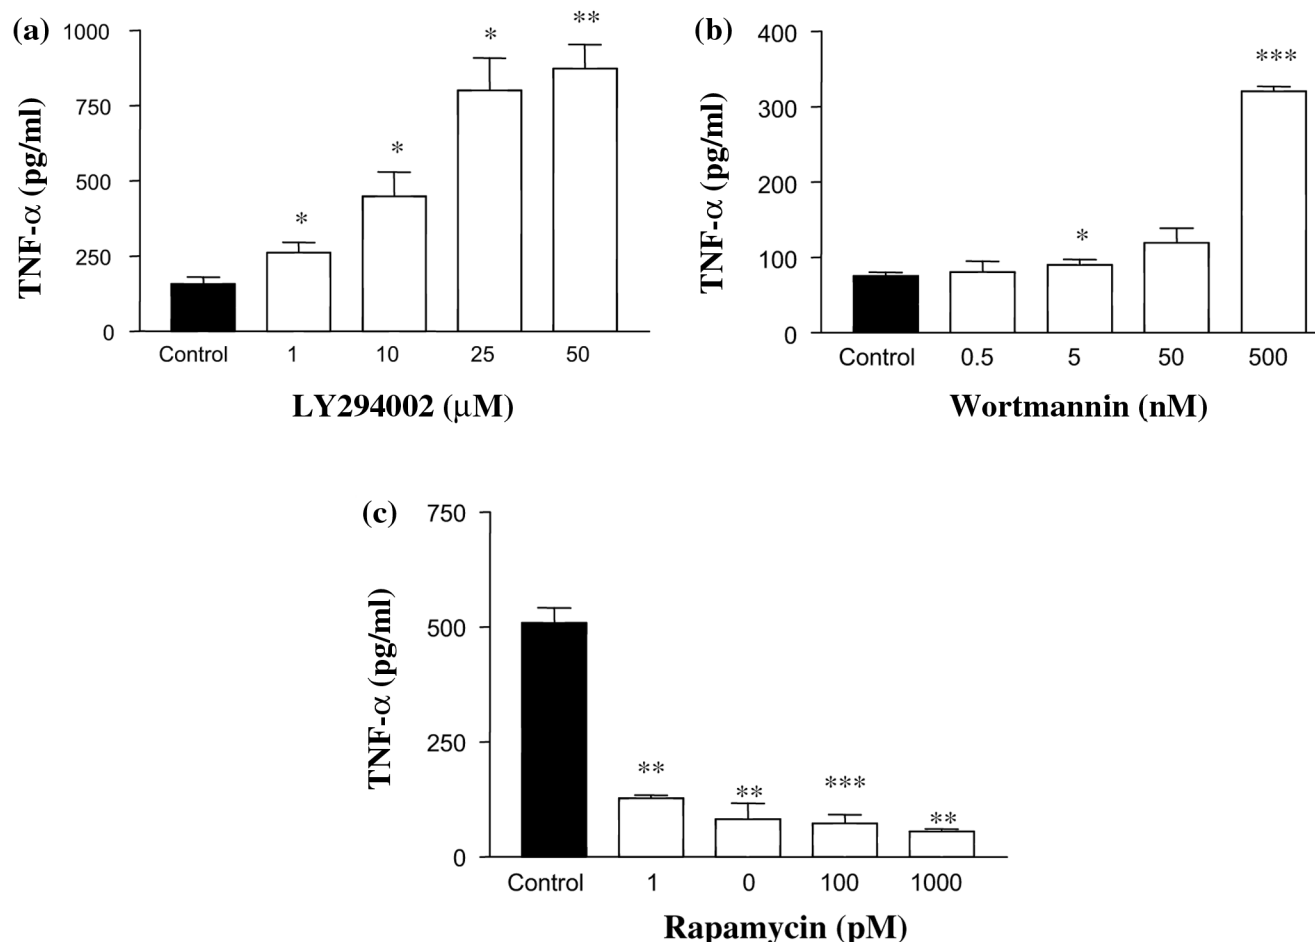 (a)
TNF-α (pg/ml)
1000
750
500
250
0
*
*
*
**
Control 1 10 25 50
LY294002 (μM)
(b)
TNF-α (pg/ml)
400
300
200
100
0
*
***
Control 0.5 5 50 500
Wortmannin (nM)
(c)
TNF-α (pg/ml)
750
500
250
0
**
**
***
**
Control 1 0 100 1000
Rapamycin (pM)